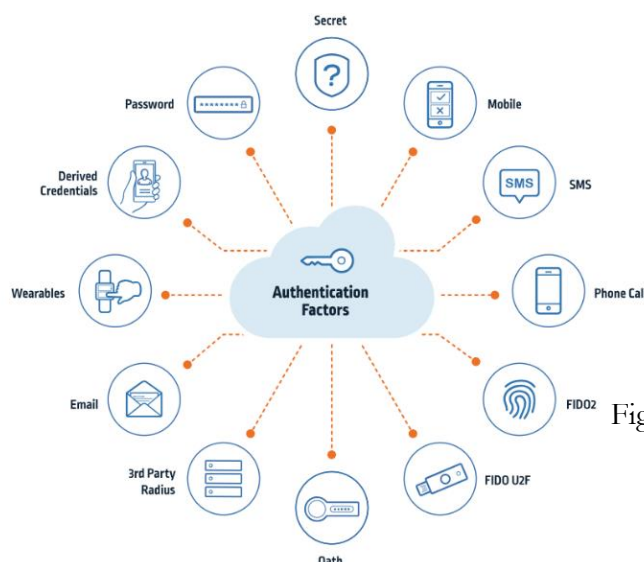 Secret
Password
Mobile
Derived
Credentials
SMS
SMS
Authentication
Factors
Wearables
Phone Cal
Email
FIDO2
Fig
3rd Party
Radius
FIDO U2F
Oath